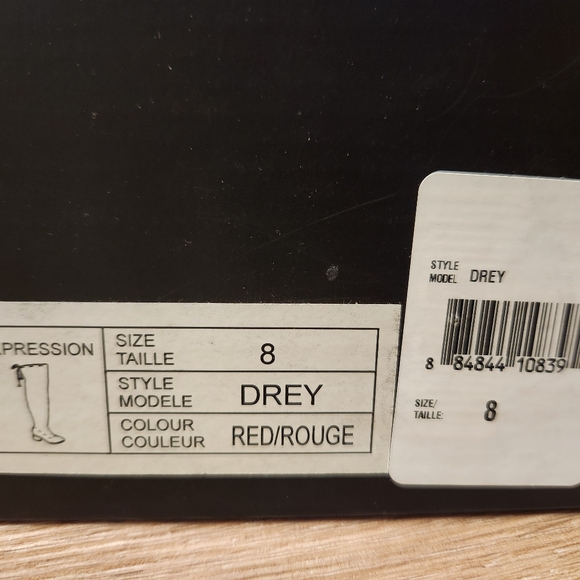 SIZE
TAILLE
8
STYLE
MODELE
DREY
COLOUR
COULEUR
RED/ROUGE
STYLE
MODEL DREY
8 84844 10839
SIZE/
TAILLE: 8